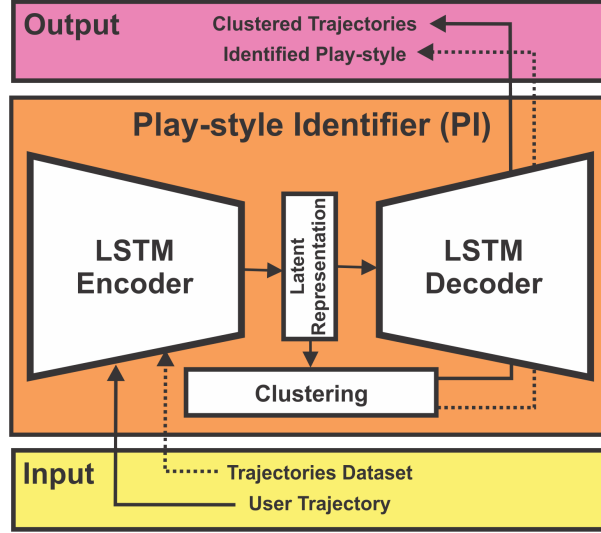 Output
Clustered Trajectories
Identified Play-style
Play-style Identifier (PI)
LSTM
Encoder
Latent
Representation
LSTM
Decoder
Clustering
Input
Trajectories Dataset
User Trajectory